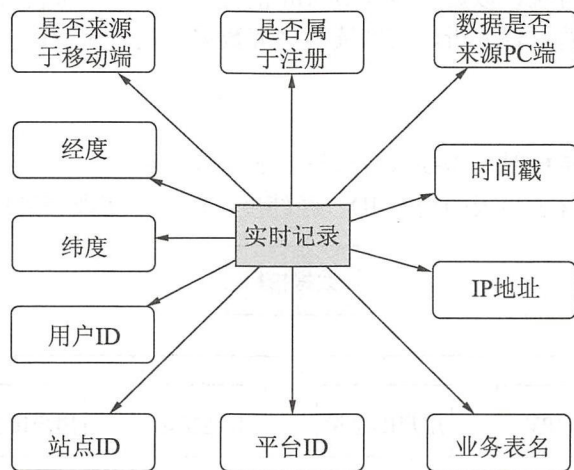 是否来源
于移动端
是否属
于注册
数据是否
来源PC端
经度
时间戳
实时记录
纬度
IP地址
用户ID
站点ID
平台ID
业务表名